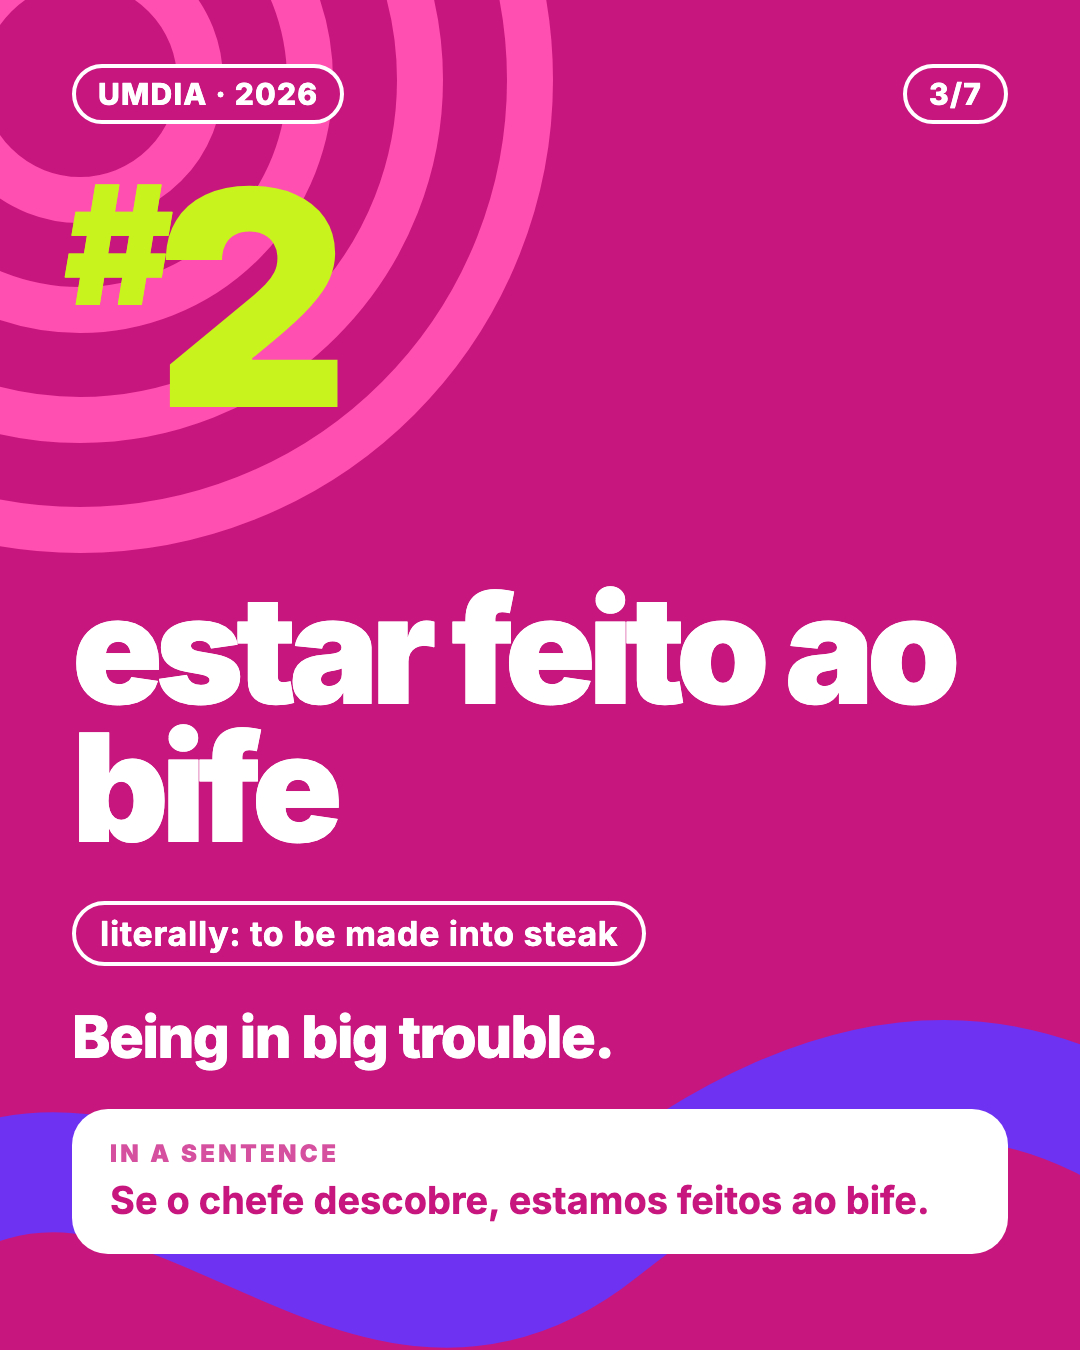 UMDIA · 2026
3/7
#2
estar feito ao
bife
literally: to be made into steak
Being in big trouble.
IN A SENTENCE
Se o chefe descobre, estamos feitos ao bife.